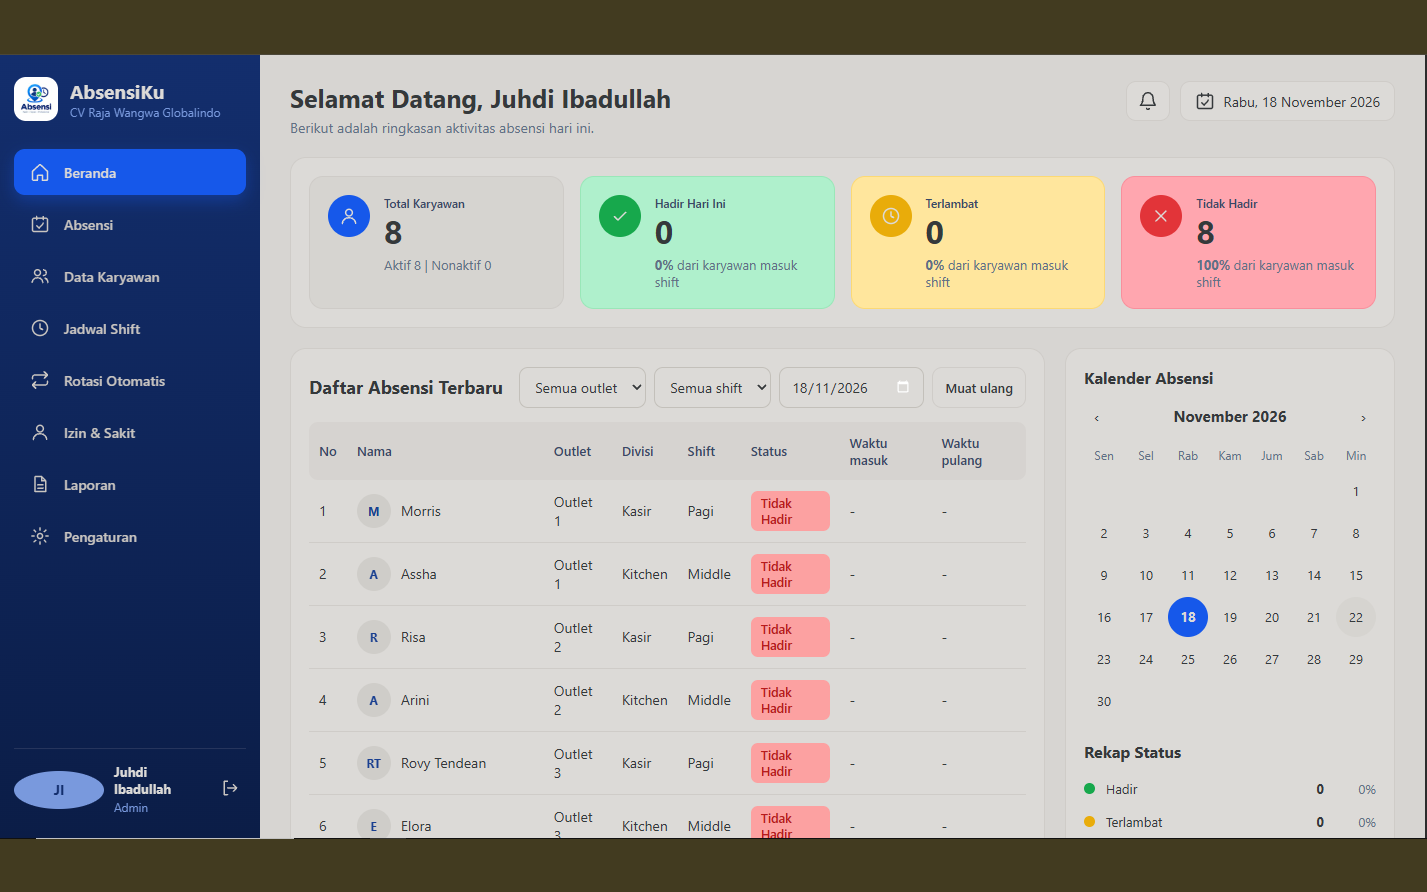 Absensi
AbsensiKu
CV Raja Wangwa Globalindo
Beranda
Absensi
Data Karyawan
Jadwal Shift
Rotasi Otomatis
Izin & Sakit
Laporan
Pengaturan
JI
Juhdi
Ibadullah
Admin
Selamat Datang, Juhdi Ibadullah
Berikut adalah ringkasan aktivitas absensi hari ini.
Rabu, 18 November 2026
Total Karyawan
8
Aktif 8 | Nonaktif 0
Hadir Hari Ini
0
0% dari karyawan masuk
shift
Terlambat
0
0% dari karyawan masuk
shift
Tidak Hadir
8
100% dari karyawan masuk
shift
Daftar Absensi Terbaru
Semua outlet
Semua shift
18/11/2026
Muat ulang
No Nama Outlet Divisi Shift Status Waktu masuk Waktu pulang
1 M Morris Outlet 1 Kasir Pagi Tidak Hadir - -
2 A Assha Outlet 1 Kitchen Middle Tidak Hadir - -
3 R Risa Outlet 2 Kasir Pagi Tidak Hadir - -
4 A Arini Outlet 2 Kitchen Middle Tidak Hadir - -
5 RT Rovy Tendean Outlet 3 Kasir Pagi Tidak Hadir - -
6 E Elora Outlet 3 Kitchen Middle Tidak Hadir - -
Kalender Absensi
‹ November 2026 ›
Sen Sel Rab Kam Jum Sab Min
1
2 3 4 5 6 7 8
9 10 11 12 13 14 15
16 17 18 19 20 21 22
23 24 25 26 27 28 29
30
Rekap Status
Hadir 0 0%
Terlambat 0 0%